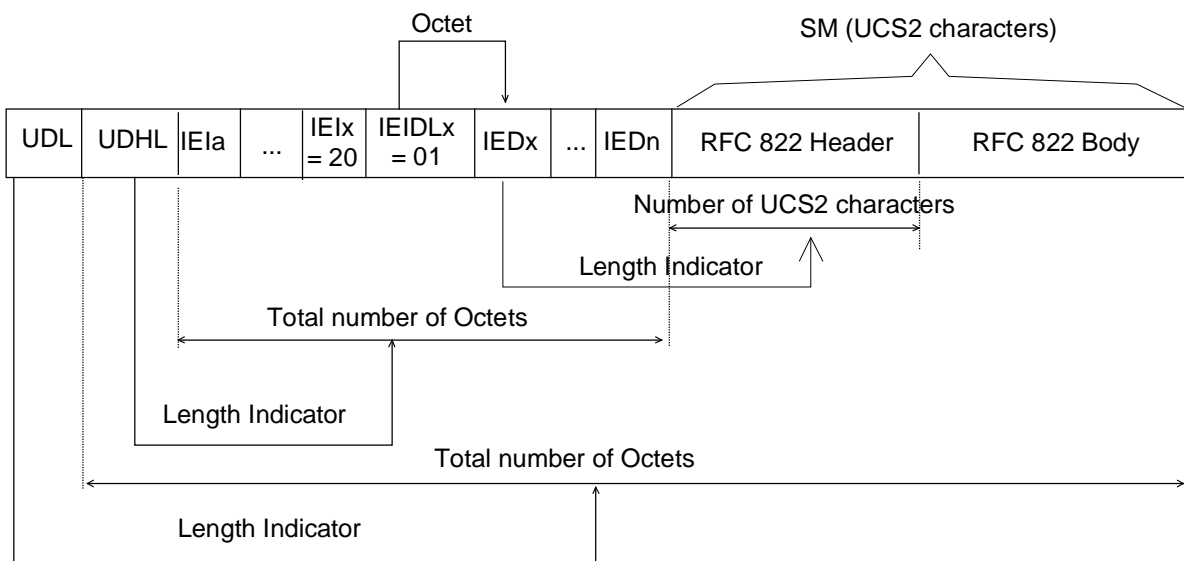 Octet
SM (UCS2 characters)
UDL
UDHL
IEIa
...
IEIx
= 20
IEIDLx
= 01
IEDx
...
IEDn
RFC 822 Header
RFC 822 Body
Number of UCS2 characters
Length Indicator
Total number of Octets
Length Indicator
Total number of Octets
Length Indicator